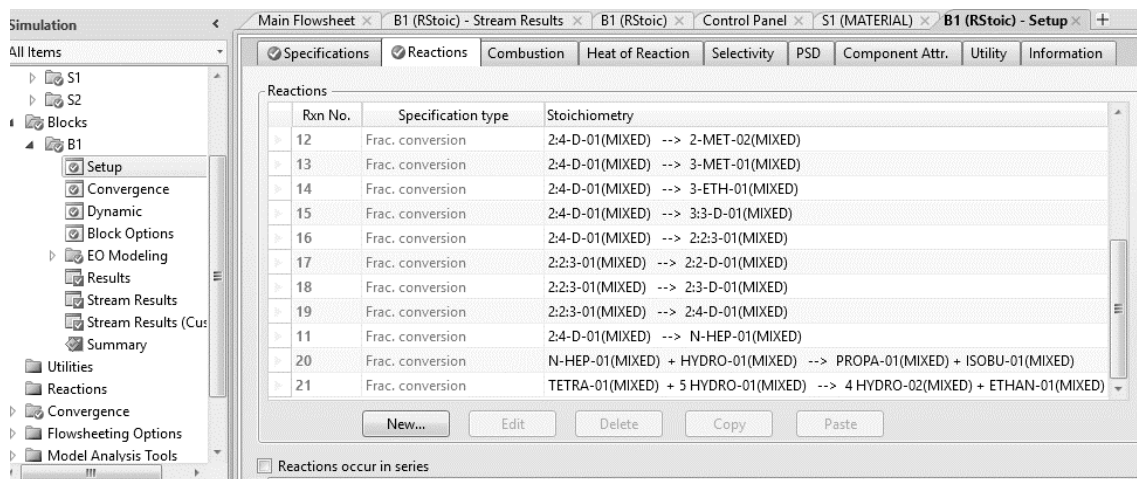 Simulation
Main Flowsheet B1 (RStoic) - Stream Results B1 (RStoic) Control Panel S1 (MATERIAL) B1 (RStoic) - Setup +
All Items
Specifications Reactions Combustion Heat of Reaction Selectivity PSD Component Attr. Utility Information
S1
S2
Blocks
B1
Setup
Convergence
Dynamic
Block Options
EO Modeling
Results
Stream Results
Stream Results (Cus
Summary
Utilities
Reactions
Convergence
Flowsheeting Options
Model Analysis Tools
Reactions
Rxn No. Specification type Stoichiometry
12 Frac. conversion 2:4-D-01(MIXED) --> 2-MET-02(MIXED)
13 Frac. conversion 2:4-D-01(MIXED) --> 3-MET-01(MIXED)
14 Frac. conversion 2:4-D-01(MIXED) --> 3-ETH-01(MIXED)
15 Frac. conversion 2:4-D-01(MIXED) --> 3:3-D-01(MIXED)
16 Frac. conversion 2:4-D-01(MIXED) --> 2:2:3-01(MIXED)
17 Frac. conversion 2:2:3-01(MIXED) --> 2:2-D-01(MIXED)
18 Frac. conversion 2:2:3-01(MIXED) --> 2:3-D-01(MIXED)
19 Frac. conversion 2:2:3-01(MIXED) --> 2:4-D-01(MIXED)
11 Frac. conversion 2:4-D-01(MIXED) --> N-HEP-01(MIXED)
20 Frac. conversion N-HEP-01(MIXED) + HYDRO-01(MIXED) --> PROPA-01(MIXED) + ISOBU-01(MIXED)
21 Frac. conversion TETRA-01(MIXED) + 5 HYDRO-01(MIXED) --> 4 HYDRO-02(MIXED) + ETHAN-01(MIXED)
New... Edit Delete Copy Paste
Reactions occur in series